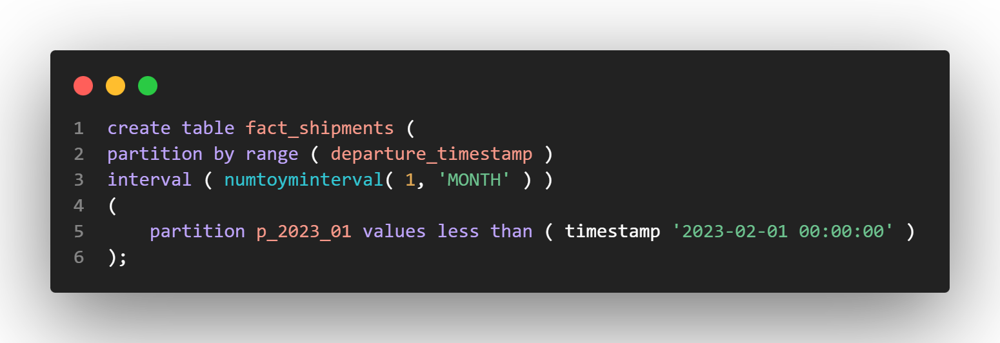 1 create table fact_shipments (
2 partition by range ( departure_timestamp )
3 interval ( numtoyminterval( 1, 'MONTH' ) )
4 (
5     partition p_2023_01 values less than ( timestamp '2023-02-01 00:00:00' )
6 );